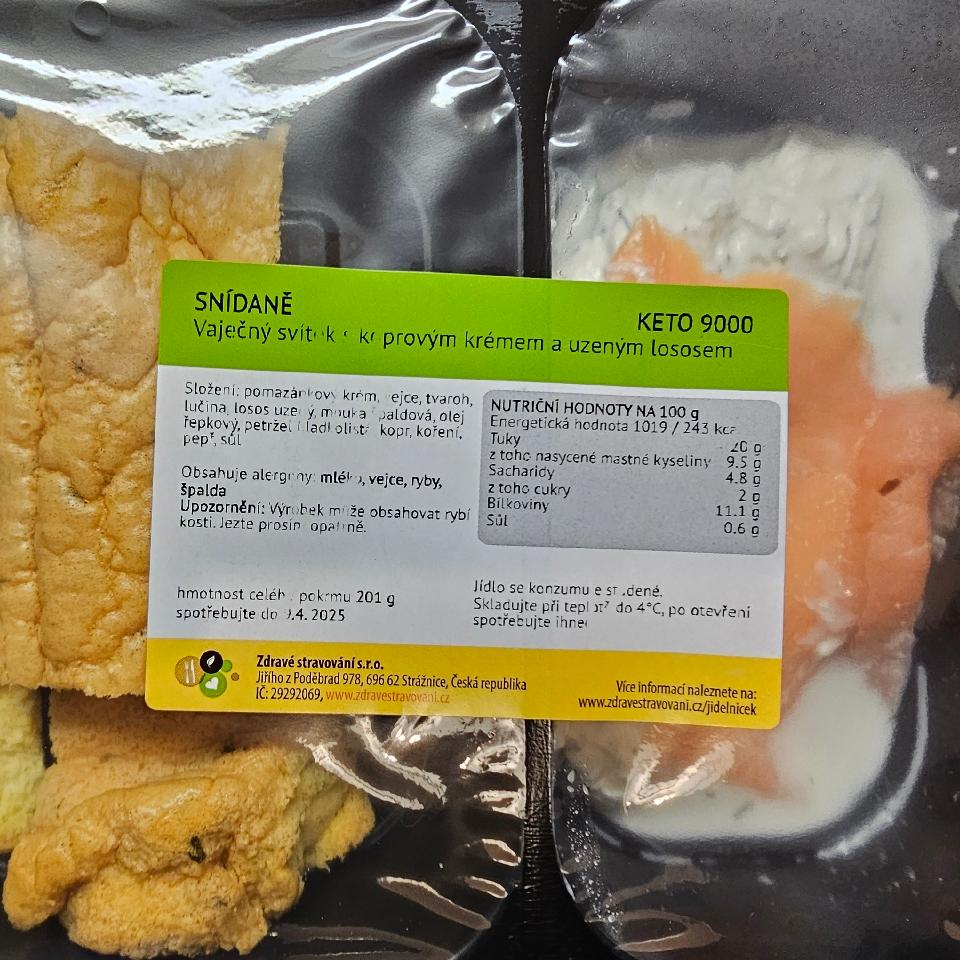 SNÍDANĚ
KETO 9000
Vaječný svítek s koprovým krémem a uzeným lososem
Složení: pomazánkový krém, vejce, tvaroh,
lučina, losos uzený, mouka špaldová, olej
řepkový, petržel hladkolistá, kopr, koření,
pepř, sůl
Obsahuje alergeny: mléko, vejce, ryby,
špalda
Upozornění: Výrobek může obsahovat rybí
kosti. Jezte prosím opatrně.
NUTRIČNÍ HODNOTY NA 100 g
Energetická hodnota 1019 / 243 kcal
Tuky 20 g
z toho nasycené mastné kyseliny 9.5 g
Sacharidy 4.8 g
z toho cukry 2 g
Bílkoviny 11.1 g
Sůl 0.6 g
hmotnost celého pokrmu 201 g
spotřebujte do 9.4. 2025
Jídlo se konzumuje studené.
Skladujte při teplotě do 4°C, po otevření
spotřebujte ihned
Zdravé stravování s.r.o.
Jiřího z Poděbrad 978, 696 62 Strážnice, Česká republika
IČ: 29292069, www.zdravestravovani.cz
Více informací naleznete na:
www.zdravestravovani.cz/jidelnicek